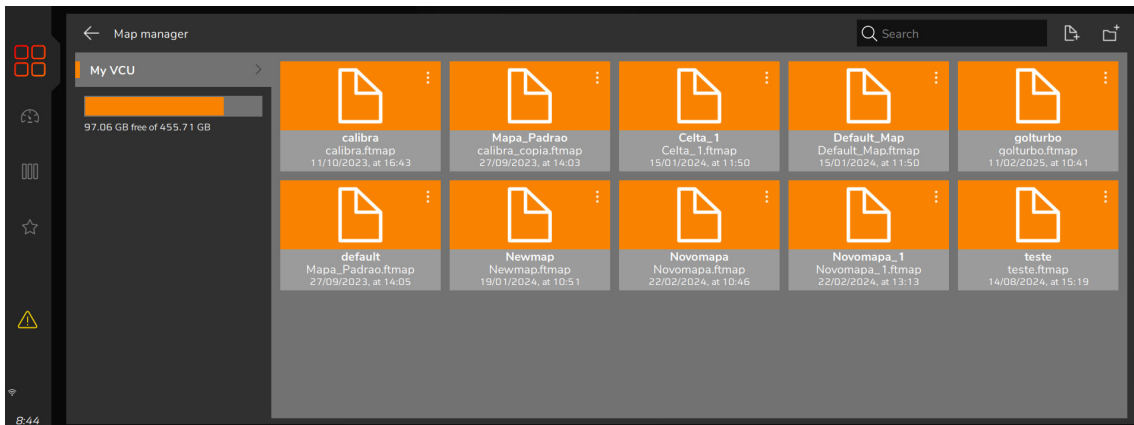 Map manager
Search
My VCU
97.06 GB free of 455.71 GB
calibra
calibra.ftmap
11/10/2023, at 16:43
Mapa_Padrao
calibra_copia.ftmap
27/09/2023, at 14:03
Celta_1
Celta_1.ftmap
15/01/2024, at 11:50
Default_Map
Default_Map.ftmap
15/01/2024, at 11:50
golturbo
golturbo.ftmap
11/02/2025, at 10:41
default
Mapa_Padrao.ftmap
27/09/2023, at 14:05
Newmap
Newmap.ftmap
19/01/2024, at 10:51
Novomapa
Novomapa.ftmap
22/02/2024, at 10:46
Novomapa_1
Novomapa_1.ftmap
22/02/2024, at 13:13
teste
teste.ftmap
14/08/2024, at 15:19
8:44